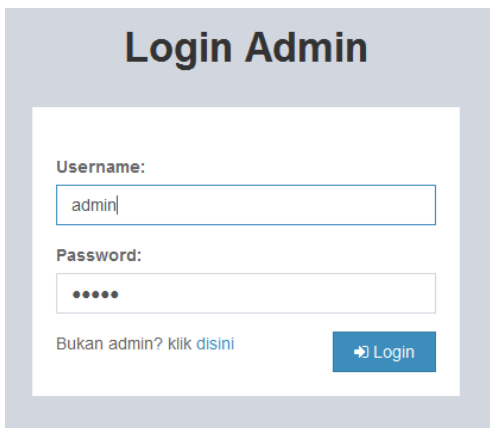 Login Admin
Username:
admin
Password:
•••••
Bukan admin? klik disini
Login